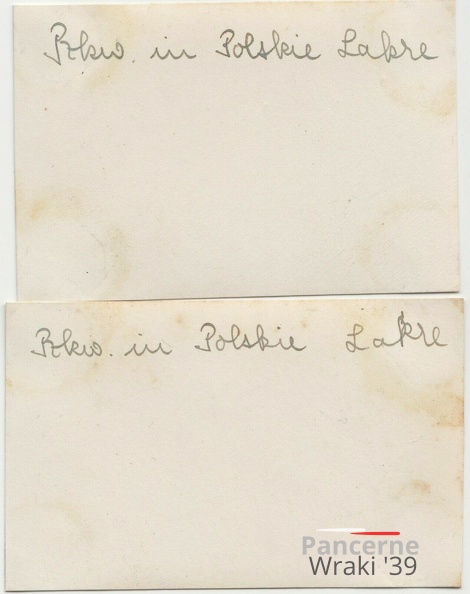 Pzkw. in Polskie Lakre
Pzkw. in Polskie Lakre
Pancerne
Wraki '39